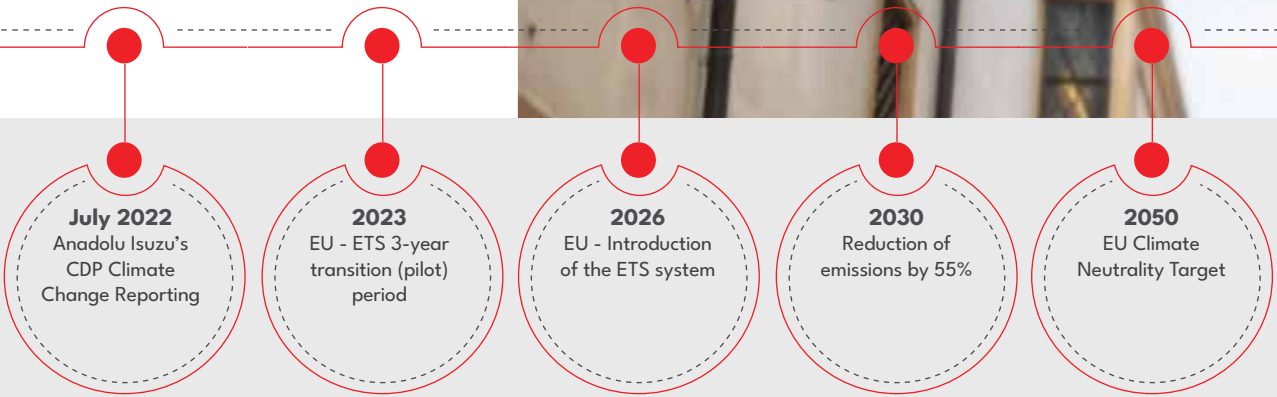 July 2022
Anadolu Isuzu’s
CDP Climate
Change Reporting
2023
EU - ETS 3-year
transition (pilot)
period
2026
EU - Introduction
of the ETS system
2030
Reduction of
emissions by 55%
2050
EU Climate
Neutrality Target